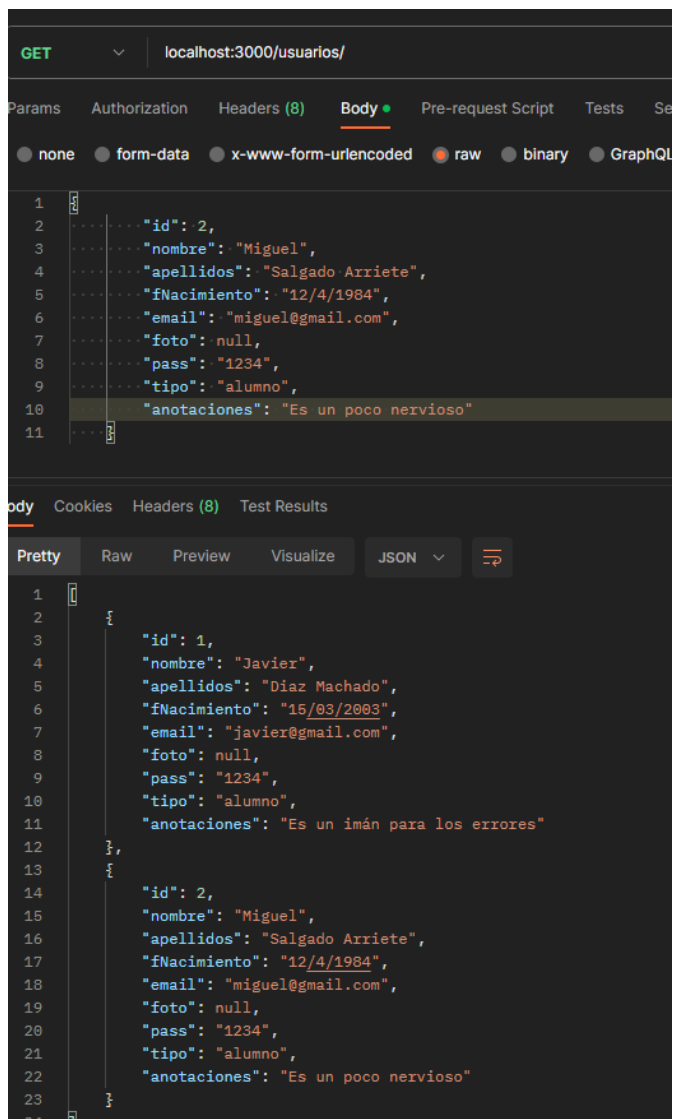 GET localhost:3000/usuarios/
Params Authorization Headers (8) Body Pre-request Script Tests Se
none form-data x-www-form-urlencoded raw binary GraphQL
1 {
2 "id": 2,
3 "nombre": "Miguel",
4 "apellidos": "Salgado Arriete",
5 "fNacimiento": "12/4/1984",
6 "email": "miguel@gmail.com",
7 "foto": null,
8 "pass": "1234",
9 "tipo": "alumno",
10 "anotaciones": "Es un poco nervioso"
11 }
ody Cookies Headers (8) Test Results
Pretty Raw Preview Visualize JSON
1 [
2 {
3 "id": 1,
4 "nombre": "Javier",
5 "apellidos": "Diaz Machado",
6 "fNacimiento": "15/03/2003",
7 "email": "javier@gmail.com",
8 "foto": null,
9 "pass": "1234",
10 "tipo": "alumno",
11 "anotaciones": "Es un imán para los errores"
12 },
13 {
14 "id": 2,
15 "nombre": "Miguel",
16 "apellidos": "Salgado Arriete",
17 "fNacimiento": "12/4/1984",
18 "email": "miguel@gmail.com",
19 "foto": null,
20 "pass": "1234",
21 "tipo": "alumno",
22 "anotaciones": "Es un poco nervioso"
23 }